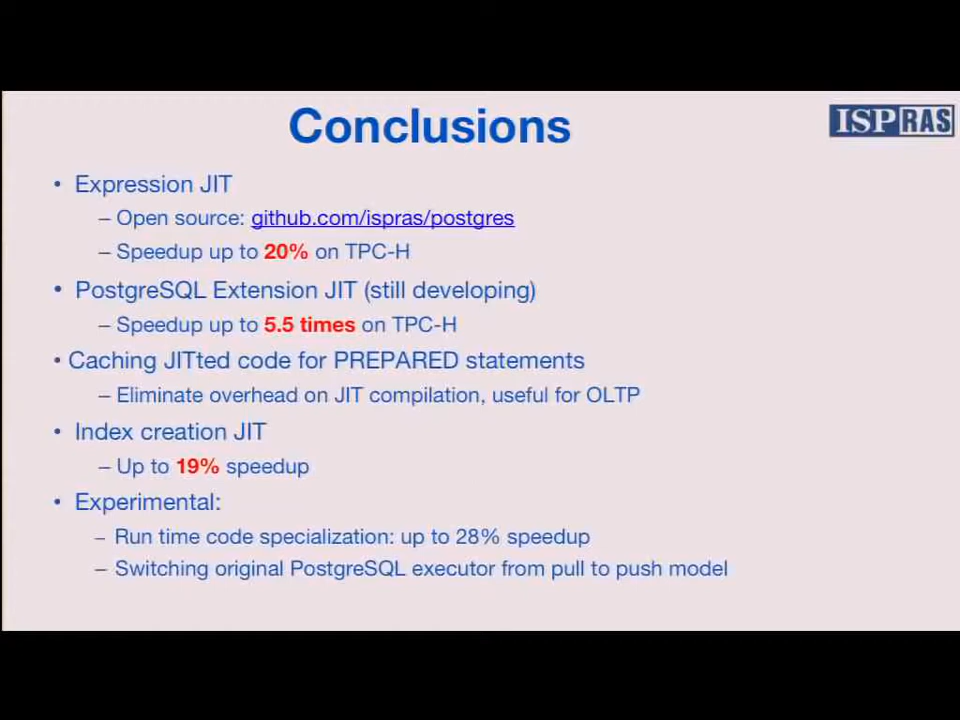 Conclusions
ISP RAS
• Expression JIT
– Open source: github.com/ispras/postgres
– Speedup up to 20% on TPC-H
• PostgreSQL Extension JIT (still developing)
– Speedup up to 5.5 times on TPC-H
• Caching JITted code for PREPARED statements
– Eliminate overhead on JIT compilation, useful for OLTP
• Index creation JIT
– Up to 19% speedup
• Experimental:
– Run time code specialization: up to 28% speedup
– Switching original PostgreSQL executor from pull to push model